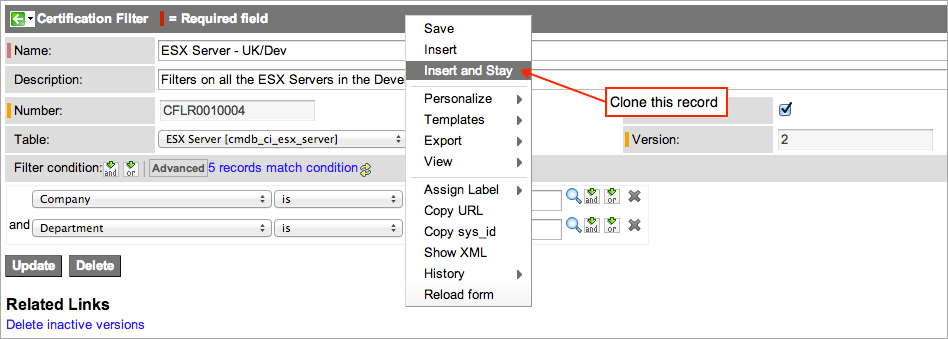 Certification Filter = Required field
Name: ESX Server - UK/Dev
Description: Filters on all the ESX Servers in the Deve
Number: CFLR0010004
Table: ESX Server [cmdb_ci_esx_server]
Version: 2
Filter condition: and or Advanced 5 records match condition
Company is and or
and Department is and or
Update Delete
Related Links
Delete inactive versions
Save
Insert
Insert and Stay
Personalize
Templates
Export
View
Assign Label
Copy URL
Copy sys_id
Show XML
History
Reload form
Clone this record